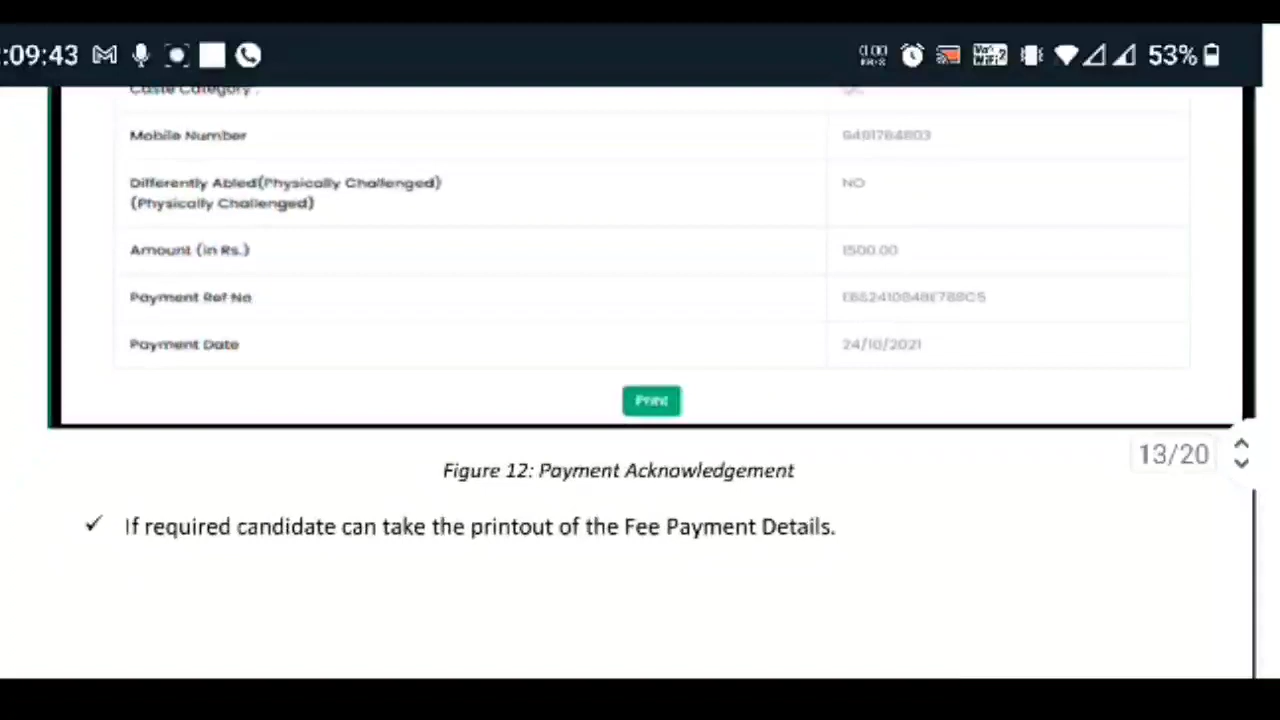 :09:43 53%
Caste Category :
Mobile Number
Differently Abled(Physically Challenged) NO
(Physically Challenged)
Amount (in Rs.) 1500.00
Payment Ref No
Payment Date 24/10/2021
Print
Figure 12: Payment Acknowledgement
13/20
✓ If required candidate can take the printout of the Fee Payment Details.